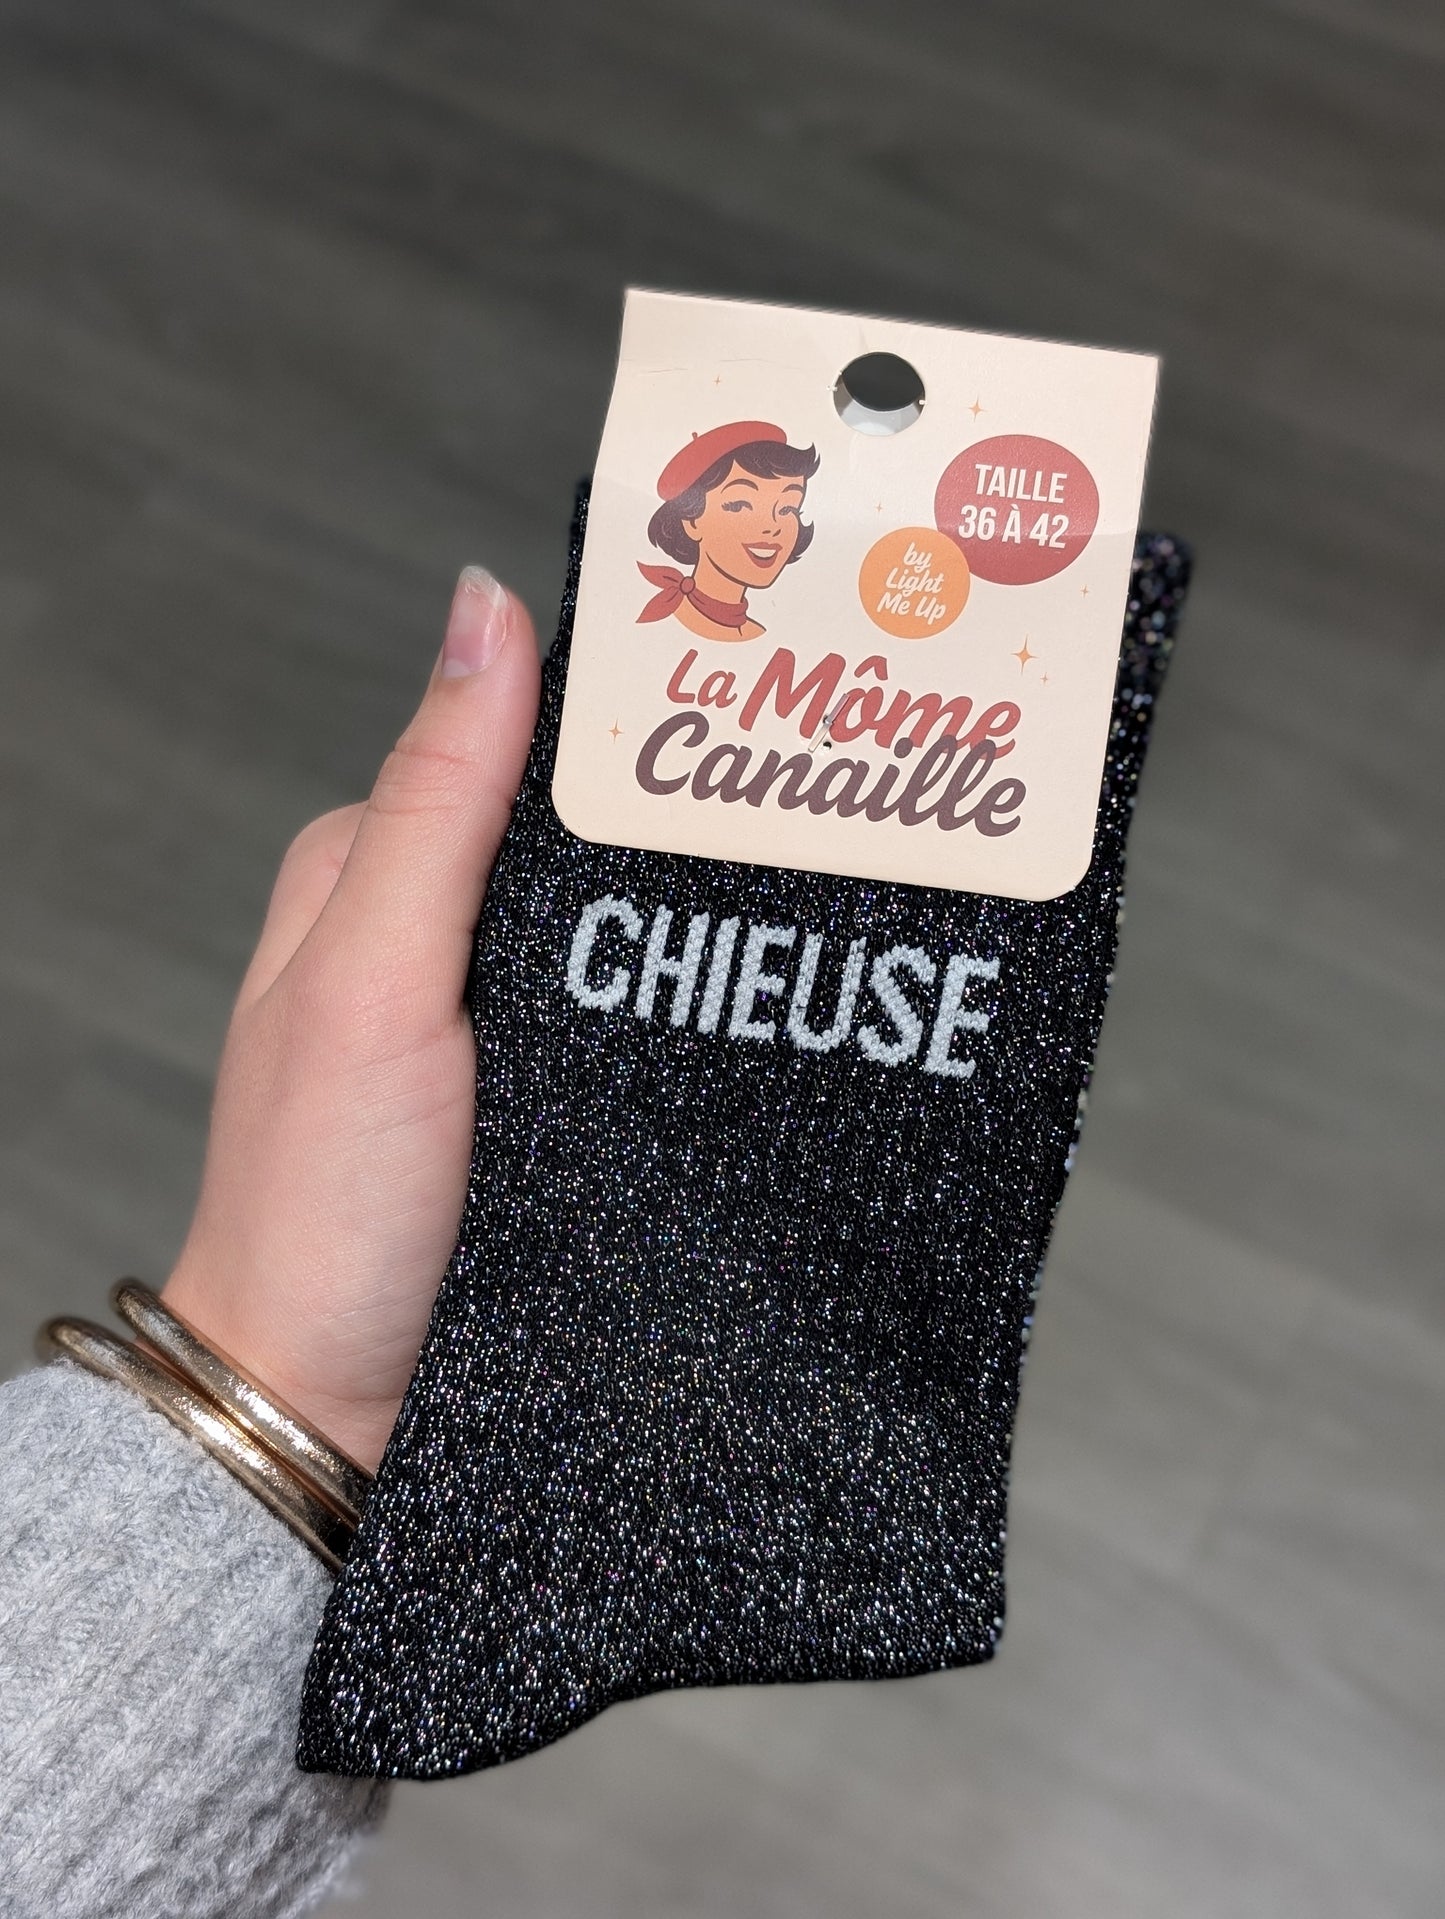 TAILLE
36 À 42
by
Light
Me Up
La Môme
Canaille
CHIEUSE